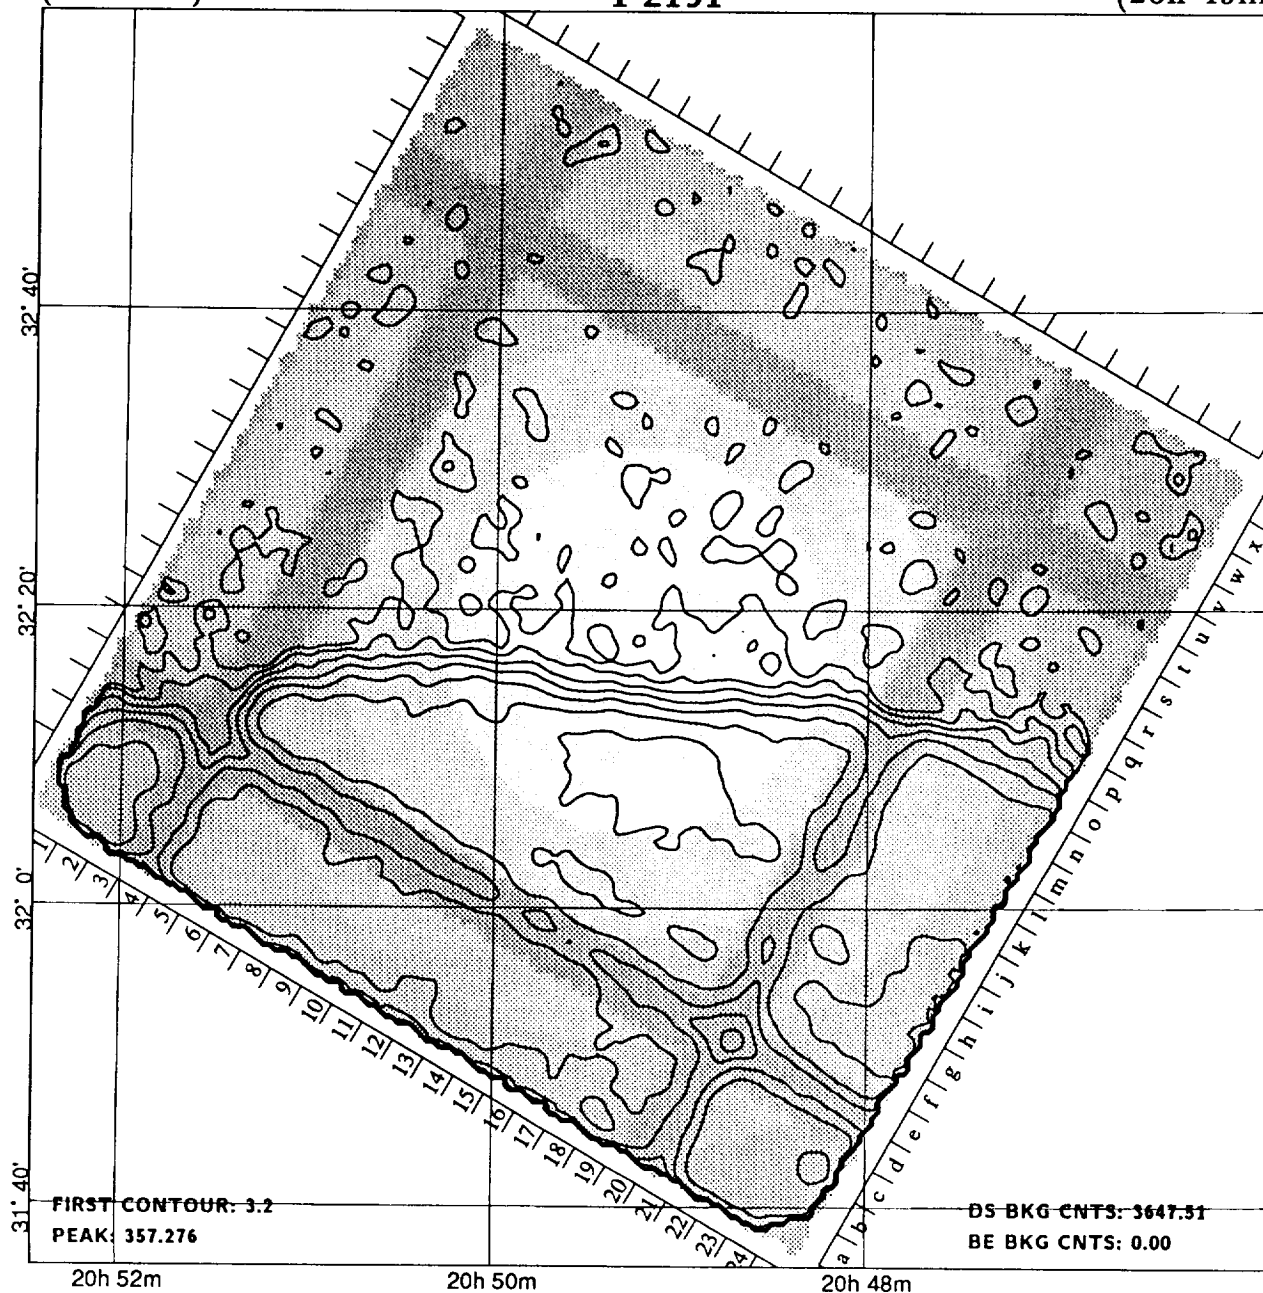 32° 40'
32° 20'
32° 0'
31° 40'
1 2 3 4 5 6 7 8 9 10 11 12 13 14 15 16 17 18 19 20 21 22 23 24
a b c d e f g h i j k l m n o p q r s t u v w x
FIRST CONTOUR: 3.2
PEAK: 357.276
DS BKG CNTS: 3647.51
BE BKG CNTS: 0.00
20h 52m
20h 50m
20h 48m